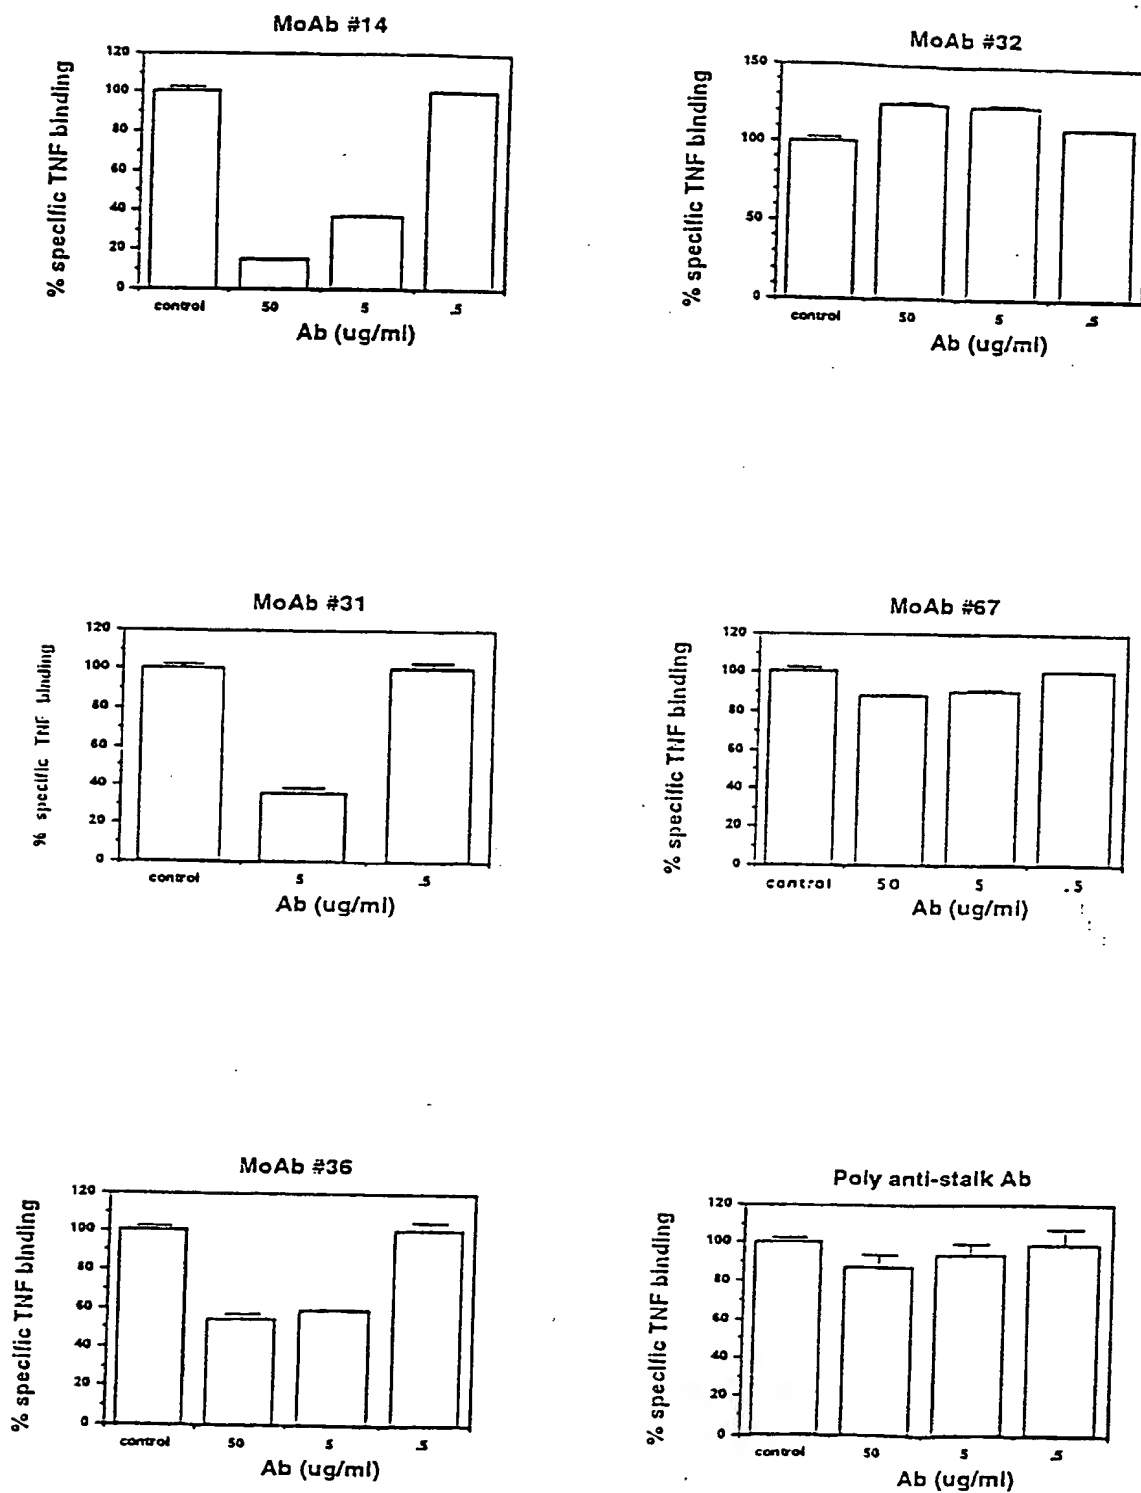 MoAb #14
% specific TNF binding
120
100
80
60
40
20
0
control 50 5 .5
Ab (ug/ml)
MoAb #32
% specific TNF binding
150
100
50
0
control 50 5 .5
Ab (ug/ml)
MoAb #31
% specific TNF binding
120
100
80
60
40
20
0
control 5 .5
Ab (ug/ml)
MoAb #67
% specific TNF binding
120
100
80
60
40
20
0
control 50 5 .5
Ab (ug/ml)
MoAb #36
% specific TNF binding
120
100
80
60
40
20
0
control 50 5 .5
Ab (ug/ml)
Poly anti-stalk Ab
% specific TNF binding
120
100
80
60
40
20
0
control 50 5 .5
Ab (ug/ml)